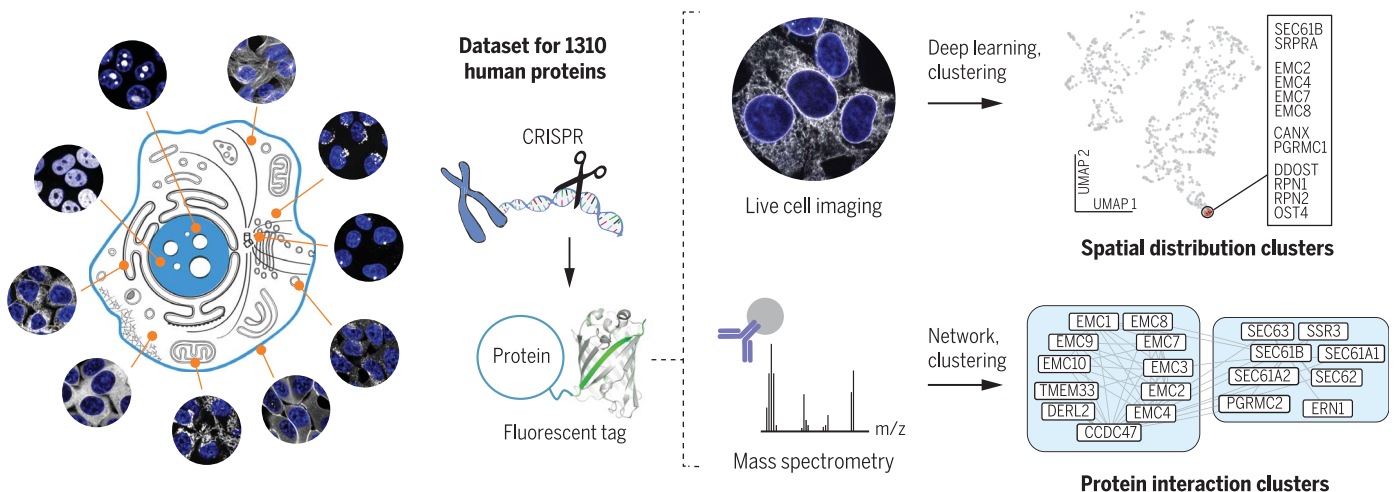 Dataset for 1310
human proteins
CRISPR
Protein
Fluorescent tag
Live cell imaging
Deep learning,
clustering
UMAP 2
UMAP 1
SEC61B
SRPRA
EMC2
EMC4
EMC7
EMC8
CANX
PGRMC1
DDOST
RPN1
RPN2
OST4
Spatial distribution clusters
m/z
Mass spectrometry
Network,
clustering
EMC1
EMC8
EMC9
EMC7
EMC10
EMC3
TMEM33
EMC2
DERL2
EMC4
CCDC47
SEC63
SSR3
SEC61B
SEC61A1
SEC61A2
SEC62
PGRMC2
ERN1
Protein interaction clusters